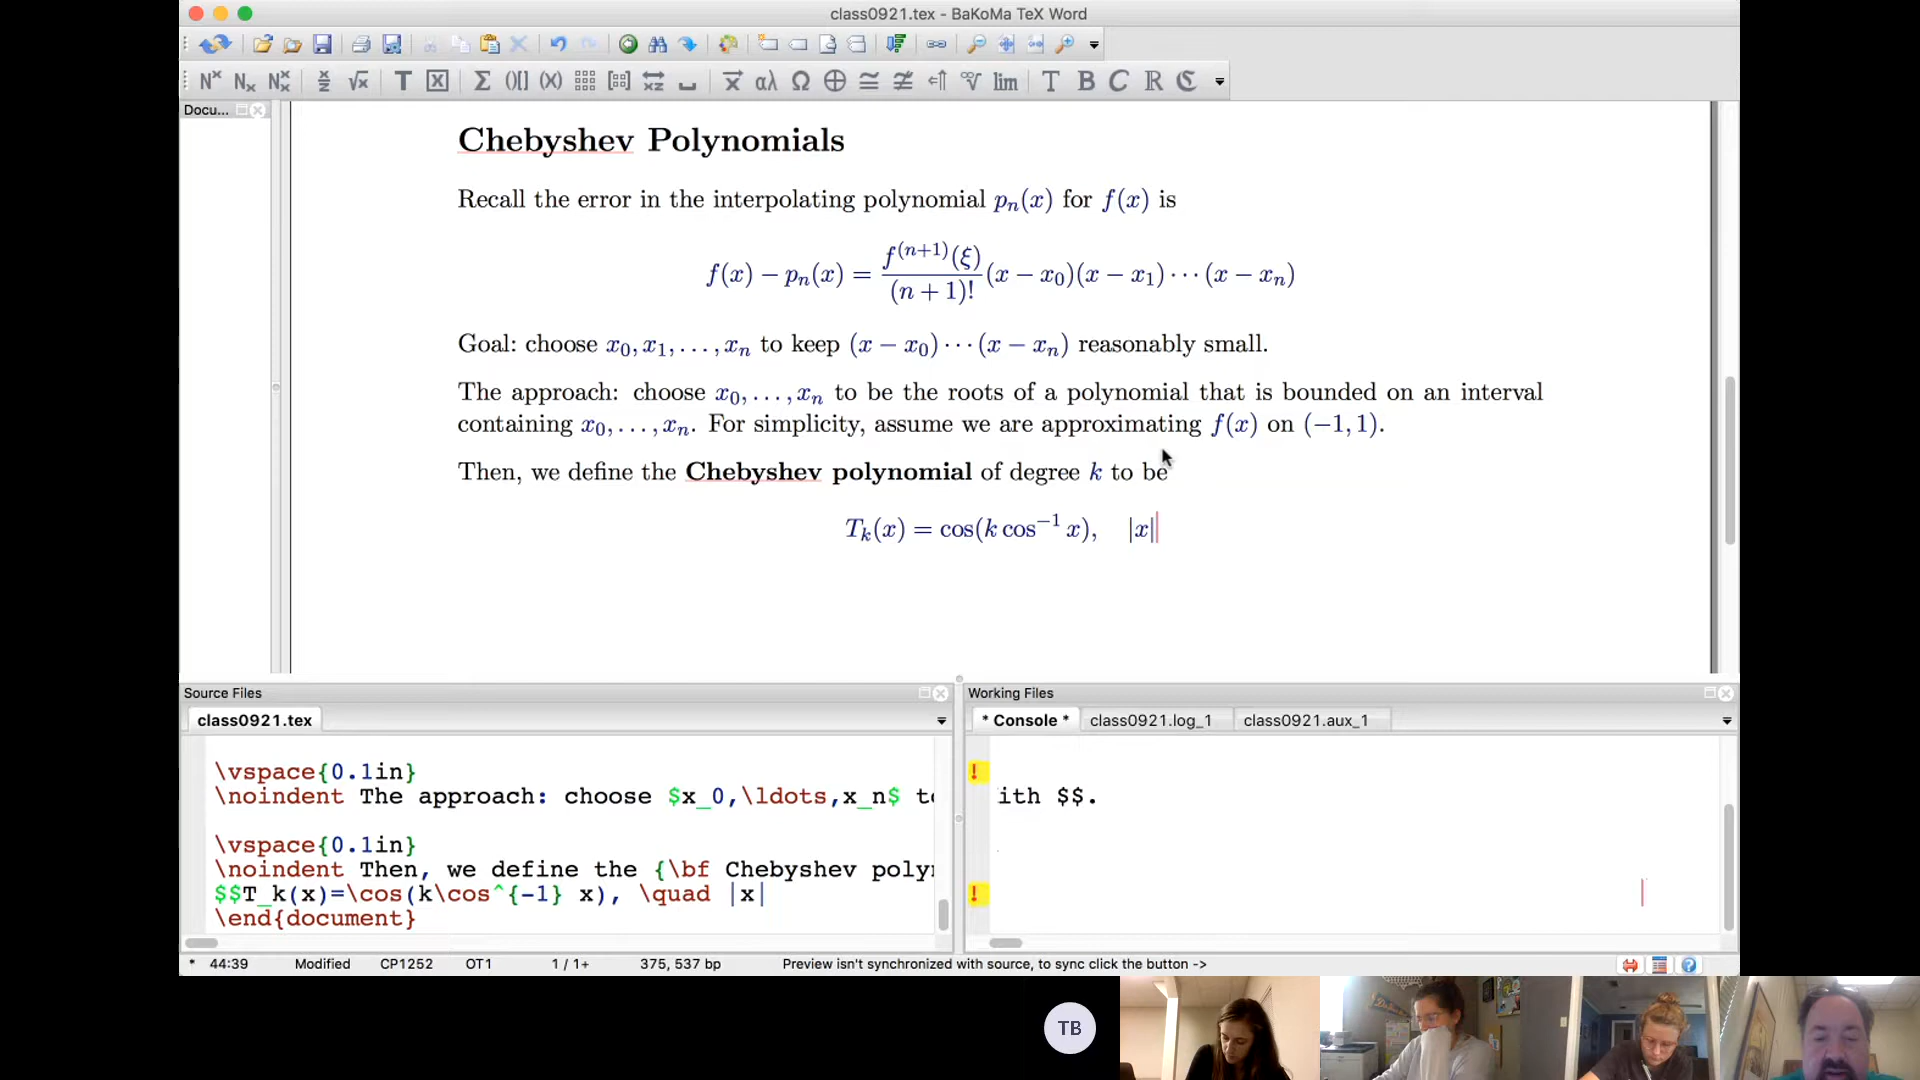 class0921.tex - BaKoMa TeX Word
Docu...
Chebyshev Polynomials
Recall the error in the interpolating polynomial pₙ(x) for f(x) is
f(x) − pₙ(x) = f⁽ⁿ⁺¹⁾(ξ)/(n + 1)! (x − x₀)(x − x₁) ⋯ (x − xₙ)
Goal: choose x₀, x₁, . . . , xₙ to keep (x − x₀) ⋯ (x − xₙ) reasonably small.
The approach: choose x₀, . . . , xₙ to be the roots of a polynomial that is bounded on an interval
containing x₀, . . . , xₙ. For simplicity, assume we are approximating f(x) on (−1, 1).
Then, we define the Chebyshev polynomial of degree k to be
Tₖ(x) = cos(k cos⁻¹ x), |x|
Source Files
class0921.tex
\vspace{0.1in}
\noindent The approach: choose $x_0,\ldots,x_n$ to
\vspace{0.1in}
\noindent Then, we define the {\bf Chebyshev poly
$$T_k(x)=\cos(k\cos^{-1} x), \quad |x|
\end{document}
Working Files
* Console *
class0921.log_1
class0921.aux_1
ith $$.
* 44:39 Modified CP1252 OT1 1 / 1+ 375, 537 bp Preview isn't synchronized with source, to sync click the button ->
TB